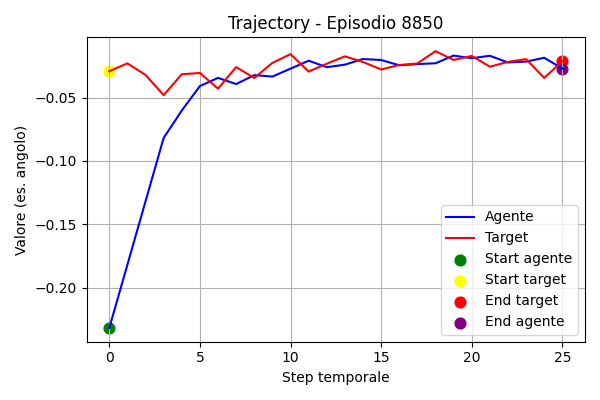 Trajectory - Episodio 8850
Valore (es. angolo)
−0.05
−0.10
−0.15
−0.20
0
5
10
15
20
25
Step temporale
Agente
Target
Start agente
Start target
End target
End agente